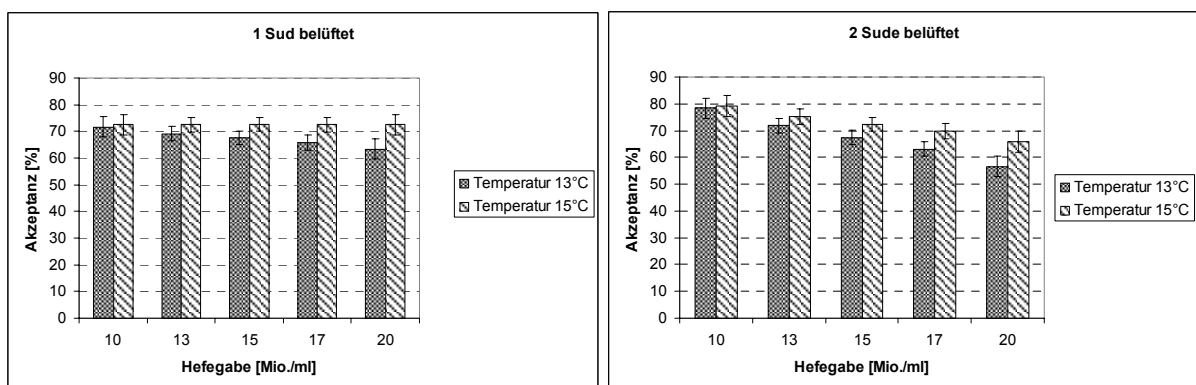 1 Sud belüftet
Akzeptanz [%]
90
80
70
60
50
40
30
20
10
0
10 13 15 17 20
Hefegabe [Mio./ml]
Temperatur 13°C
Temperatur 15°C
2 Sude belüftet
Akzeptanz [%]
90
80
70
60
50
40
30
20
10
0
10 13 15 17 20
Hefegabe [Mio./ml]
Temperatur 13°C
Temperatur 15°C